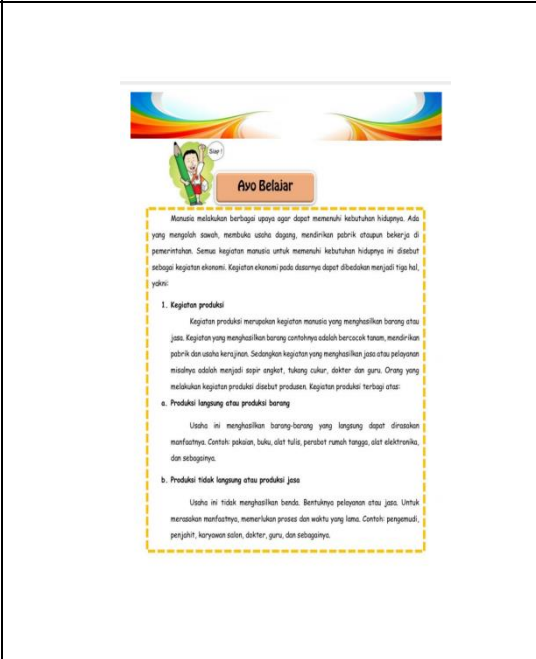 Siap !
Ayo Belajar
Manusia melakukan berbagai upaya agar dapat memenuhi kebutuhan hidupnya. Ada
yang mengolah sawah, membuka usaha dagang, mendirikan pabrik ataupun bekerja di
pemerintahan. Semua kegiatan manusia untuk memenuhi kebutuhan hidupnya ini disebut
sebagai kegiatan ekonomi. Kegiatan ekonomi pada dasarnya dapat dibedakan menjadi tiga hal,
yakni:
1. Kegiatan produksi
Kegiatan produksi merupakan kegiatan manusia yang menghasilkan barang atau
jasa. Kegiatan yang menghasilkan barang contohnya adalah bercocok tanam, mendirikan
pabrik dan usaha kerajinan. Sedangkan kegiatan yang menghasilkan jasa atau pelayanan
misalnya adalah menjadi sopir angkot, tukang cukur, dokter dan guru. Orang yang
melakukan kegiatan produksi disebut produsen. Kegiatan produksi terbagi atas:
a. Produksi langsung atau produksi barang
Usaha ini menghasilkan barang-barang yang langsung dapat dirasakan
manfaatnya. Contoh: pakaian, buku, alat tulis, perabot rumah tangga, alat elektronika,
dan sebagainya.
b. Produksi tidak langsung atau produksi jasa
Usaha ini tidak menghasilkan benda. Bentuknya pelayanan atau jasa. Untuk
merasakan manfaatnya, memerlukan proses dan waktu yang lama. Contoh: pengemudi,
penjahit, karyawan salon, dokter, guru, dan sebagainya.